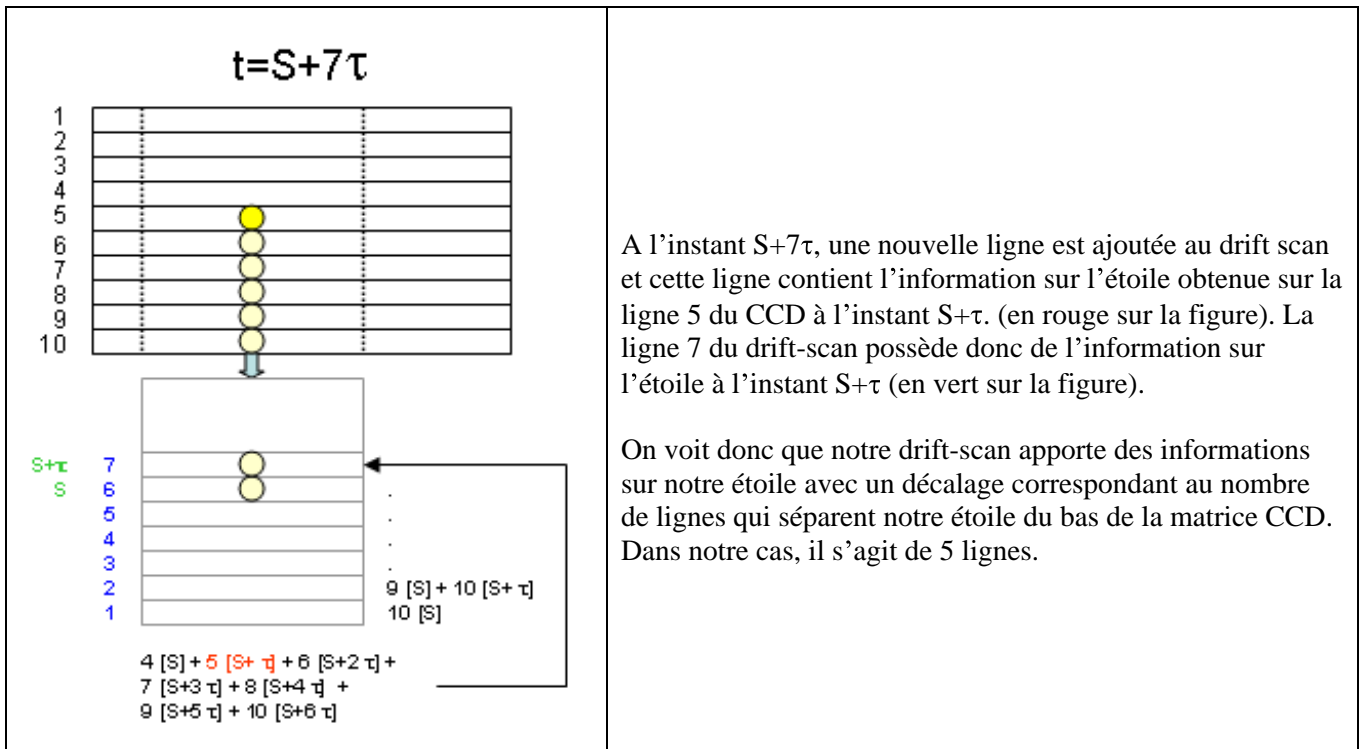 t=S+7τ
1
2
3
4
5
6
7
8
9
10
S+τ 7
S 6 .
5 .
4 .
3 .
2 9 [S] + 10 [S+ τ]
1 10 [S]
4 [S] + 5 [S+ τ] + 6 [S+2 τ] +
7 [S+3 τ] + 8 [S+4 τ] +
9 [S+5 τ] + 10 [S+6 τ]
A l’instant S+7τ, une nouvelle ligne est ajoutée au drift scan
et cette ligne contient l’information sur l’étoile obtenue sur la
ligne 5 du CCD à l’instant S+τ. (en rouge sur la figure). La
ligne 7 du drift-scan possède donc de l’information sur
l’étoile à l’instant S+τ (en vert sur la figure).
On voit donc que notre drift-scan apporte des informations
sur notre étoile avec un décalage correspondant au nombre
de lignes qui séparent notre étoile du bas de la matrice CCD.
Dans notre cas, il s’agit de 5 lignes.